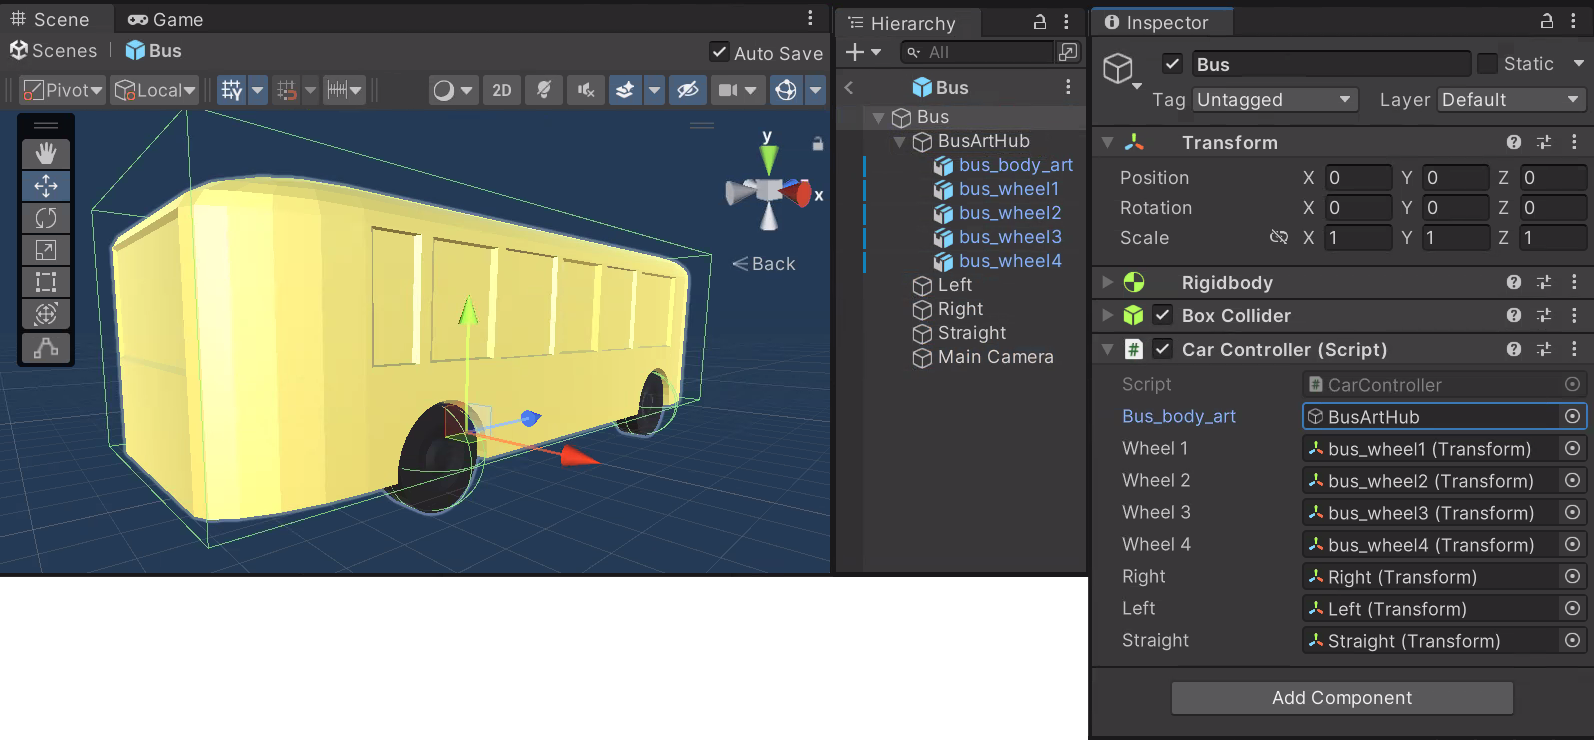 Scene Game
Scenes Bus
Auto Save
Pivot Local 2D
y
x
Back
Hierarchy
All
Bus
Bus
BusArtHub
bus_body_art
bus_wheel1
bus_wheel2
bus_wheel3
bus_wheel4
Left
Right
Straight
Main Camera
Inspector
Bus Static
Tag Untagged Layer Default
Transform
Position X 0 Y 0 Z 0
Rotation X 0 Y 0 Z 0
Scale X 1 Y 1 Z 1
Rigidbody
Box Collider
# Car Controller (Script)
Script # CarController
Bus_body_art BusArtHub
Wheel 1 bus_wheel1 (Transform)
Wheel 2 bus_wheel2 (Transform)
Wheel 3 bus_wheel3 (Transform)
Wheel 4 bus_wheel4 (Transform)
Right Right (Transform)
Left Left (Transform)
Straight Straight (Transform)
Add Component